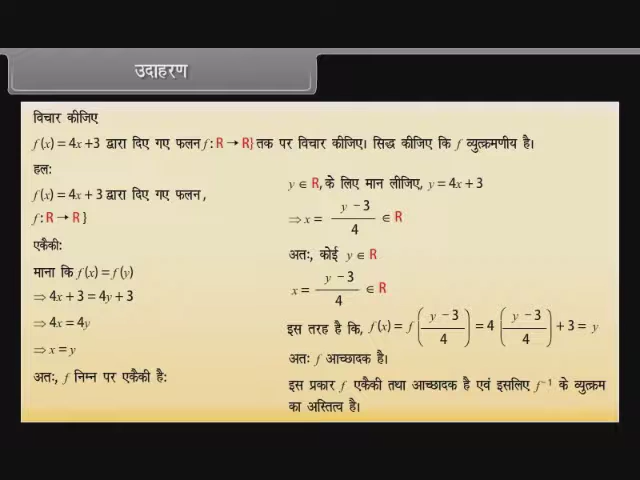 उदाहरण
विचार कीजिए
f(x) = 4x +3 द्वारा दिए गए फलन f: R → R} तक पर विचार कीजिए। सिद्ध कीजिए कि f व्युत्क्रमणीय है।
हल:
f(x) = 4x + 3 द्वारा दिए गए फलन,
f: R → R }
एकैकी:
माना कि f(x) = f(y)
⇒ 4x + 3 = 4y + 3
⇒ 4x = 4y
⇒ x = y
अतः, f निम्न पर एकैकी है:
y ∈ R, के लिए मान लीजिए, y = 4x + 3
⇒ x = (y − 3)/4 ∈ R
अतः, कोई y ∈ R
x = (y − 3)/4 ∈ R
इस तरह है कि, f(x) = f((y − 3)/4) = 4((y − 3)/4) + 3 = y
अतः f आच्छादक है।
इस प्रकार f एकैकी तथा आच्छादक है एवं इसलिए f⁻¹ के व्युत्क्रम
का अस्तित्व है।